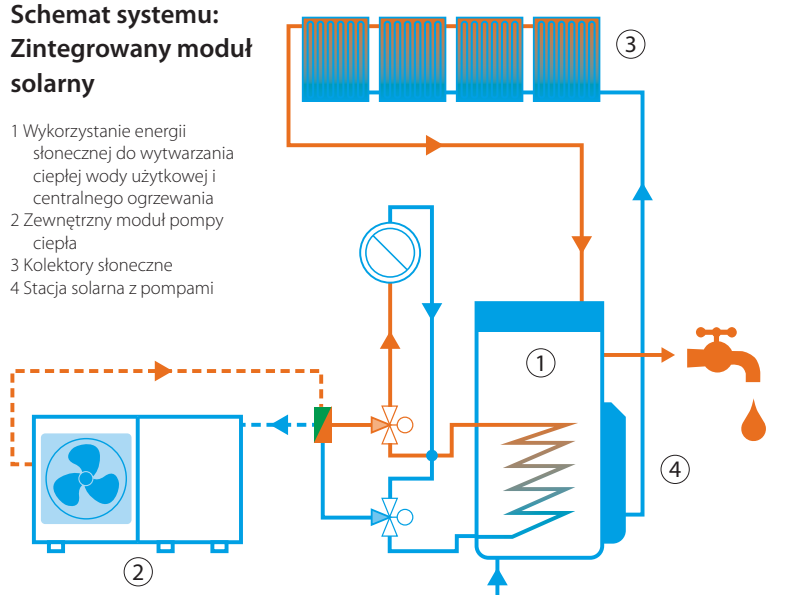 Schemat systemu:
Zintegrowany moduł
solarny
1 Wykorzystanie energii
słonecznej do wytwarzania
ciepłej wody użytkowej i
centralnego ogrzewania
2 Zewnętrzny moduł pompy
ciepła
3 Kolektory słoneczne
4 Stacja solarna z pompami
3
1
4
2